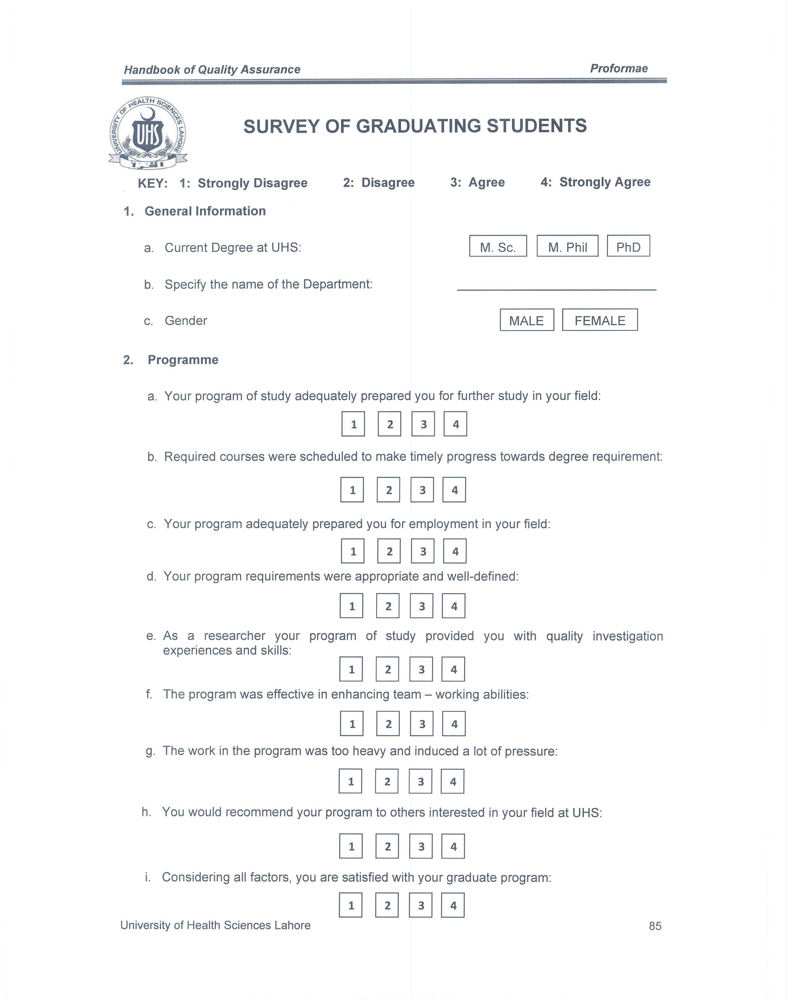 Handbook of Quality Assurance Proformae
UNIVERSITY OF HEALTH SCIENCES LAHORE
UHS
SURVEY OF GRADUATING STUDENTS
KEY: 1: Strongly Disagree 2: Disagree 3: Agree 4: Strongly Agree
1. General Information
a. Current Degree at UHS: M. Sc. M. Phil PhD
b. Specify the name of the Department:
c. Gender MALE FEMALE
2. Programme
a. Your program of study adequately prepared you for further study in your field:
1 2 3 4
b. Required courses were scheduled to make timely progress towards degree requirement:
1 2 3 4
c. Your program adequately prepared you for employment in your field:
1 2 3 4
d. Your program requirements were appropriate and well-defined:
1 2 3 4
e. As a researcher your program of study provided you with quality investigation
experiences and skills:
1 2 3 4
f. The program was effective in enhancing team – working abilities:
1 2 3 4
g. The work in the program was too heavy and induced a lot of pressure:
1 2 3 4
h. You would recommend your program to others interested in your field at UHS:
1 2 3 4
i. Considering all factors, you are satisfied with your graduate program:
1 2 3 4
University of Health Sciences Lahore 85